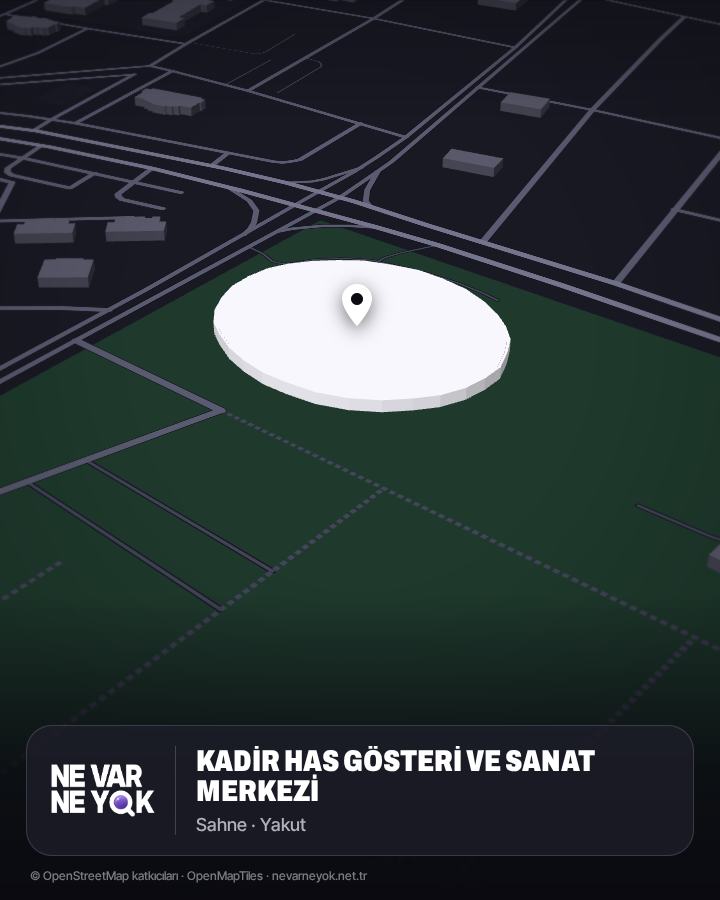 NE VAR
NE YOK
KADİR HAS GÖSTERİ VE SANAT
MERKEZİ
Sahne · Yakut
© OpenStreetMap katkıcıları · OpenMapTiles · nevarneyok.net.tr